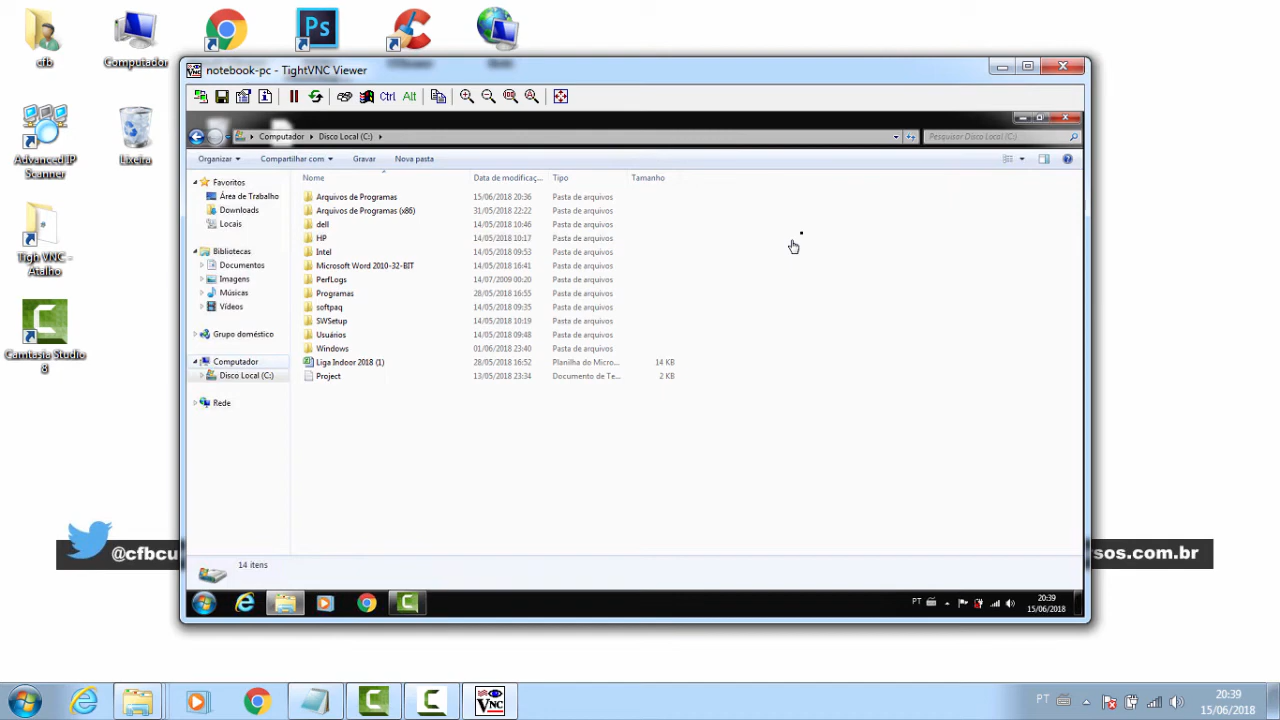 Ps
cfb
Computador
Advanced IP Scanner
Lixeira
Tigh VNC - Atalho
Camtasia Studio 8
notebook-pc - TightVNC Viewer
Ctrl Alt
Computador Disco Local (C:) Pesquisar Disco Local (C:)
Organizar Compartilhar com Gravar Nova pasta
Nome Data de modificaç... Tipo Tamanho
Favoritos
Área de Trabalho
Downloads
Locais
Bibliotecas
Documentos
Imagens
Músicas
Vídeos
Grupo doméstico
Computador
Disco Local (C:)
Rede
Arquivos de Programas 15/06/2018 20:36 Pasta de arquivos
Arquivos de Programas (x86) 31/05/2018 22:22 Pasta de arquivos
dell 14/05/2018 10:46 Pasta de arquivos
HP 14/05/2018 10:17 Pasta de arquivos
Intel 14/05/2018 09:53 Pasta de arquivos
Microsoft Word 2010-32-BIT 14/05/2018 16:41 Pasta de arquivos
PerfLogs 14/07/2009 00:20 Pasta de arquivos
Programas 28/05/2018 16:55 Pasta de arquivos
softpaq 14/05/2018 09:35 Pasta de arquivos
SWSetup 14/05/2018 10:19 Pasta de arquivos
Usuários 14/05/2018 09:48 Pasta de arquivos
Windows 01/06/2018 23:40 Pasta de arquivos
Liga Indoor 2018 (1) 28/05/2018 16:52 Planilha do Micro... 14 KB
Project 13/05/2018 23:34 Documento de Te... 2 KB
@cfbcu
sos.com.br
14 itens
PT 20:39
15/06/2018
VNC
PT 20:39
15/06/2018